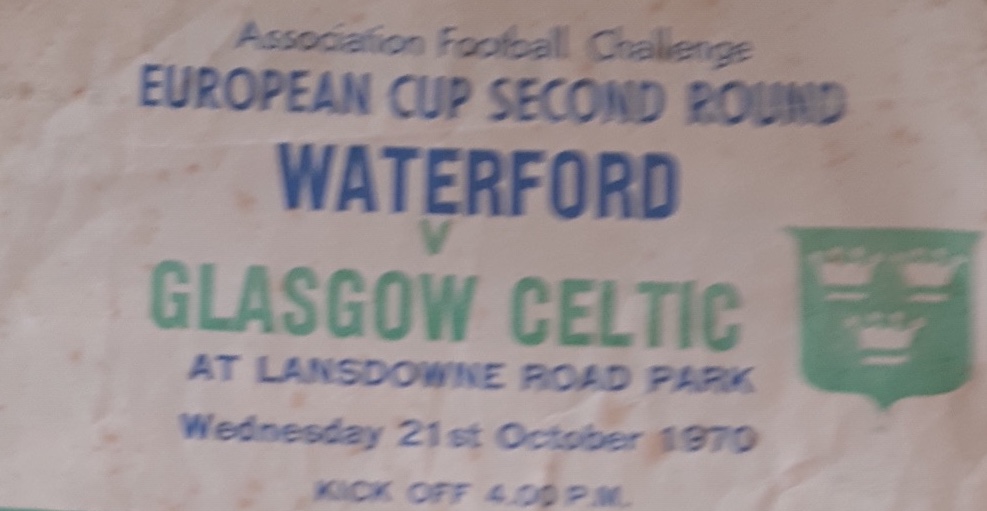 Association Football Challenge
EUROPEAN CUP SECOND ROUND
WATERFORD
V
GLASGOW CELTIC
AT LANSDOWNE ROAD PARK
Wednesday 21st October 1970
KICK OFF 4.00 P.M.